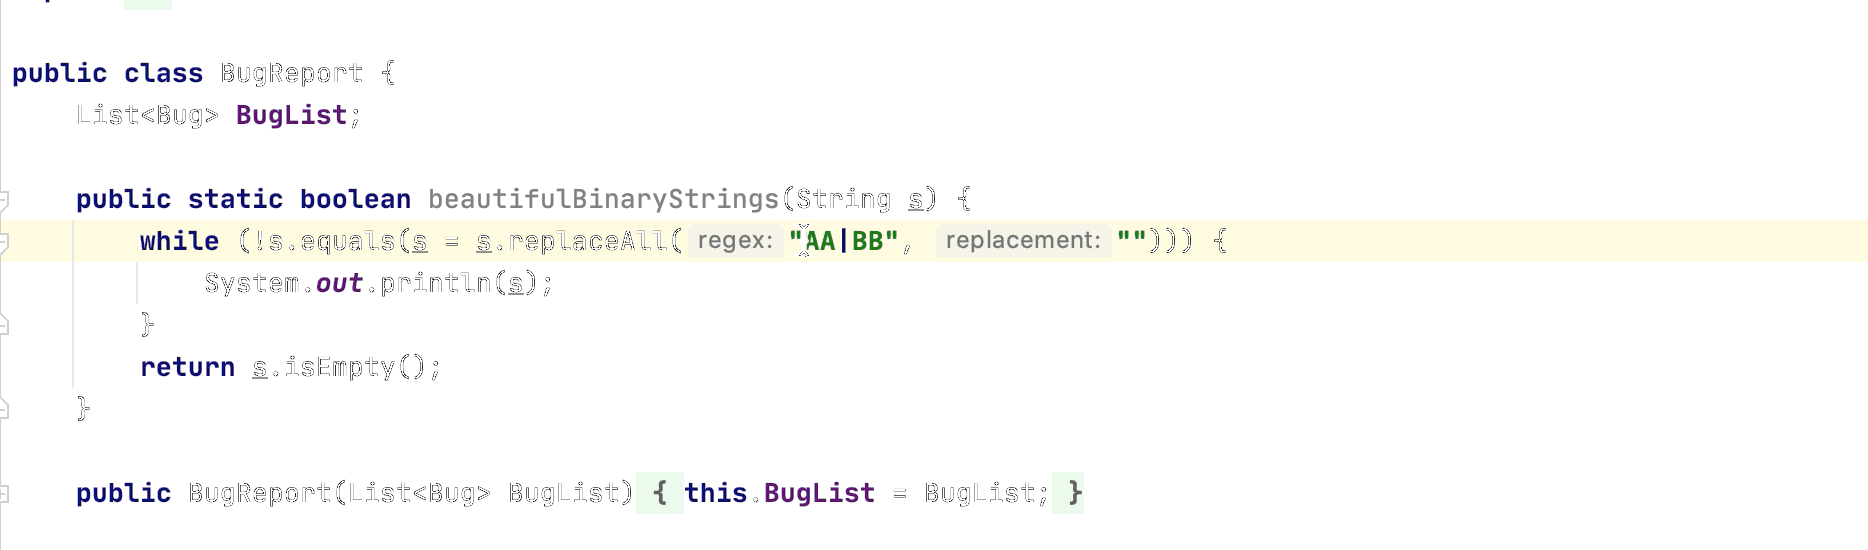 public class BugReport {
List<Bug> BugList;
public static boolean beautifulBinaryStrings(String s) {
while (!s.equals(s = s.replaceAll( regex: "AA|BB", replacement: ""))) {
System.out.println(s);
}
return s.isEmpty();
}
public BugReport(List<Bug> BugList) { this.BugList = BugList; }